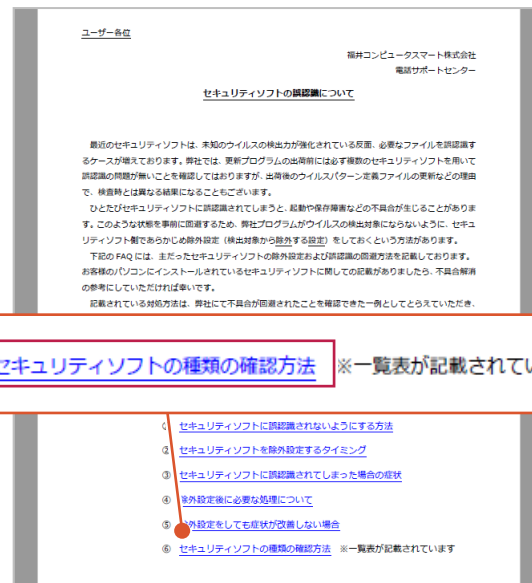 ユーザー各位
福井コンピュータスマート株式会社
電話サポートセンター
セキュリティソフトの誤認識について
最近のセキュリティソフトは、未知のウイルスの検出力が強化されている反面、必要なファイルを誤認識す
るケースが増えております。弊社では、更新プログラムの出荷前には必ず複数のセキュリティソフトを用いて
誤認識の問題が無いことを確認してはおりますが、出荷後のウイルスパターン定義ファイルの更新などの理由
で、検査時とは異なる結果になることもございます。
ひとたびセキュリティソフトに誤認識されてしまうと、起動や保存障害などの不具合が生じることがありま
す。このような状態を事前に回避するため、弊社プログラムがウイルスの検出対象にならないように、セキュ
リティソフト側であらかじめ除外設定（検出対象から除外する設定）をしておくという方法があります。
下記の FAQ には、主だったセキュリティソフトの除外設定および誤認識の回避方法を記載しております。
お客様のパソコンにインストールされているセキュリティソフトに関しての記載がありましたら、不具合解消
の参考にしていただければ幸いです。
記載されている対処方法は、弊社にて不具合が回避されたことを確認できた一例としてとらえていただき、
セキュリティソフトの種類の確認方法 ※一覧表が記載されてい
セキュリティソフトに誤認識されないようにする方法
② セキュリティソフトを除外設定するタイミング
③ セキュリティソフトに誤認識されてしまった場合の症状
④ 除外設定後に必要な処理について
⑤ 除外設定をしても症状が改善しない場合
⑥ セキュリティソフトの種類の確認方法 ※一覧表が記載されています